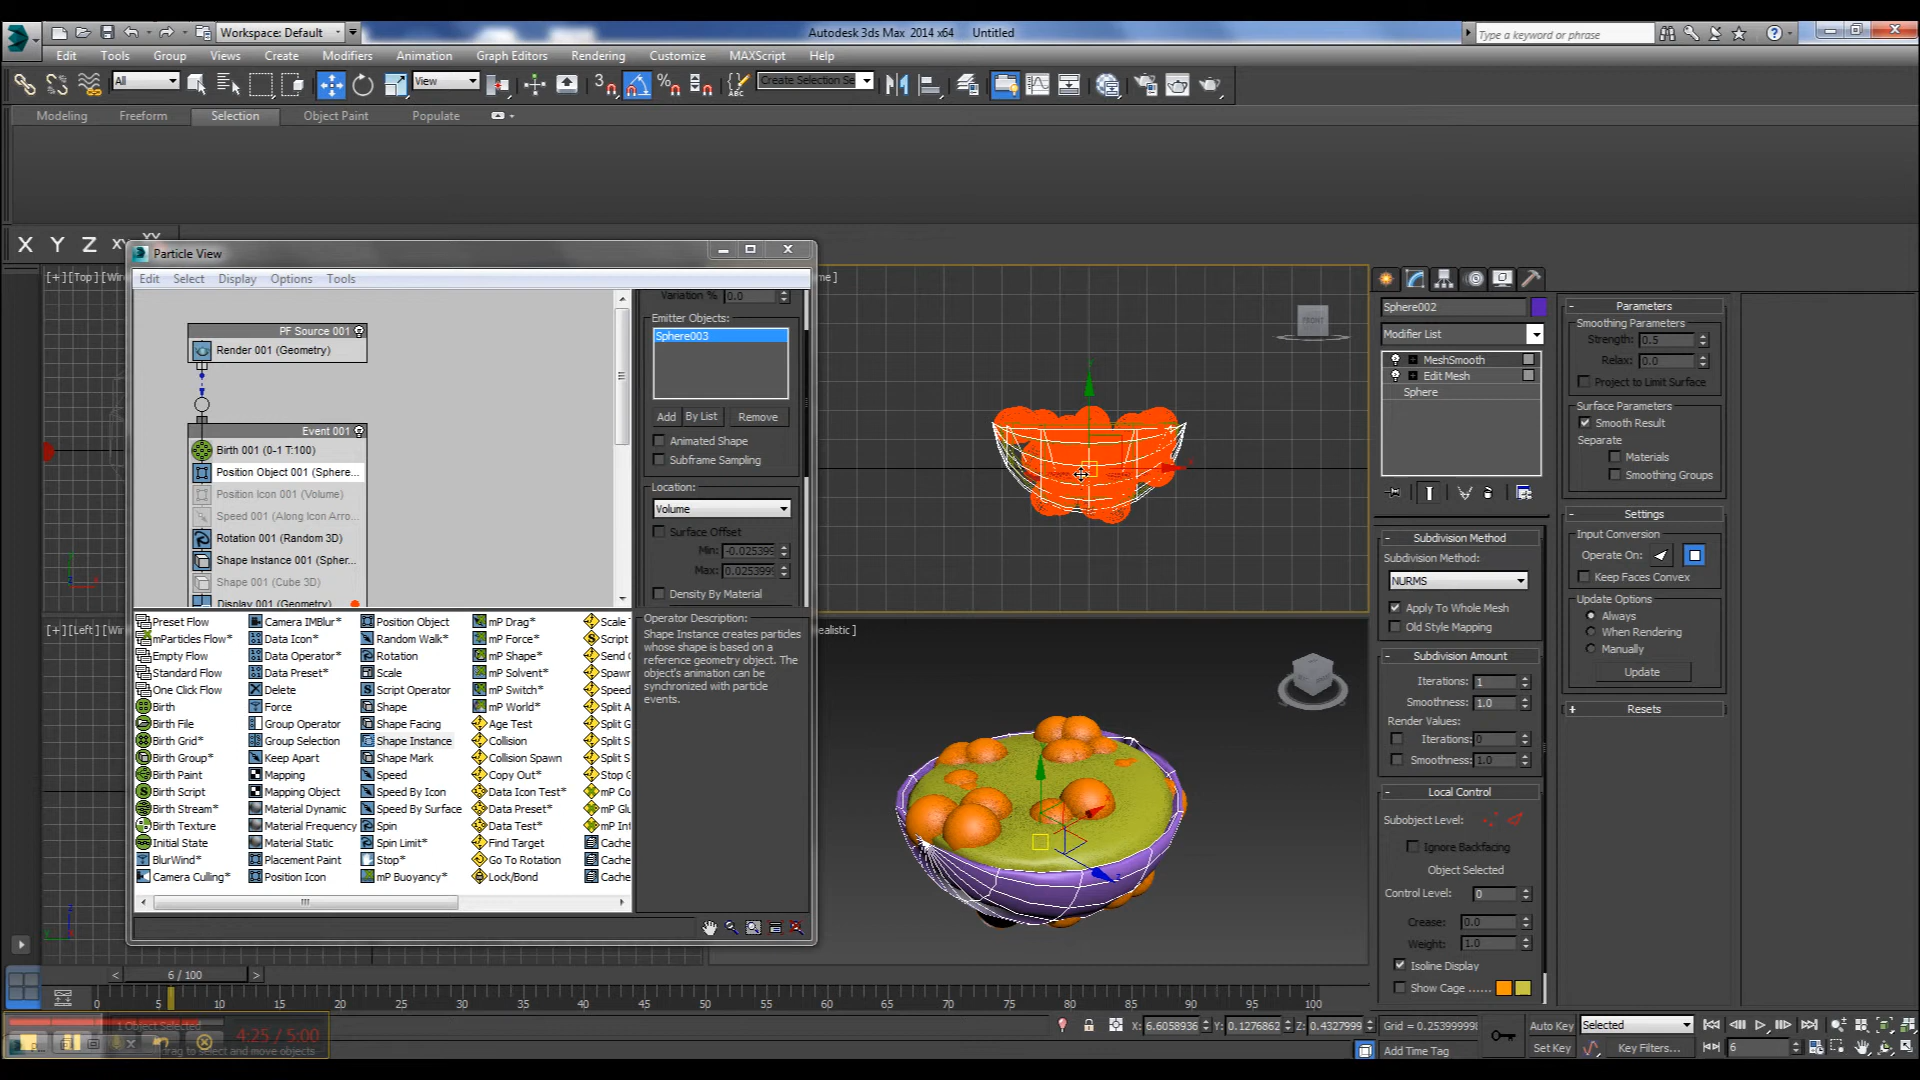 Workspace: Default
Autodesk 3ds Max 2014 x64 Untitled
Type a keyword or phrase
Edit Tools Group Views Create Modifiers Animation Graph Editors Rendering Customize MAXScript Help
All View 3 Create Selection Se
Modeling Freeform Selection Object Paint Populate
X Y Z XY
Particle View
Edit Select Display Options Tools
[+][Top][Wir
PF Source 001
Render 001 (Geometry)
Event 001
Birth 001 (0-1 T:100)
Position Object 001 (Sphere...
Position Icon 001 (Volume)
Speed 001 (Along Icon Arro...
Rotation 001 (Random 3D)
Shape Instance 001 (Spher...
Shape 001 (Cube 3D)
Display 001 (Geometry)
Variation % 0.0
Emitter Objects:
Sphere003
Add By List Remove
Animated Shape
Subframe Sampling
Location:
Volume
Surface Offset
Min: -0.025399
Max: 0.025399
Density By Material
[+][Left][Wir
Preset Flow
mParticles Flow*
Empty Flow
Standard Flow
One Click Flow
Birth
Birth File
Birth Grid*
Birth Group*
Birth Paint
Birth Script
Birth Stream*
Birth Texture
Initial State
BlurWind*
Camera Culling*
Camera IMBlur*
Data Icon*
Data Operator*
Data Preset*
Delete
Force
Group Operator
Group Selection
Keep Apart
Mapping
Mapping Object
Material Dynamic
Material Frequency
Material Static
Placement Paint
Position Icon
Position Object
Random Walk*
Rotation
Scale
Script Operator
Shape
Shape Facing
Shape Instance
Shape Mark
Speed
Speed By Icon
Speed By Surface
Spin
Spin Limit*
Stop*
mP Buoyancy*
mP Drag*
mP Force*
mP Shape*
mP Solvent*
mP Switch*
mP World*
Age Test
Collision
Collision Spawn
Copy Out*
Data Icon Test*
Data Preset*
Data Test*
Find Target
Go To Rotation
Lock/Bond
Scale T
Script
Send O
Spawn
Speed
Split A
Split G
Split S
Split S
Stop G
mP Co
mP Glu
mP Int
Cache
Cache
Cache
Operator Description:
Shape Instance creates particles
whose shape is based on a
reference geometry object. The
object's animation can be
synchronized with particle
events.
me ]
FRONT
ealistic ]
Sphere002
Modifier List
MeshSmooth
Edit Mesh
Sphere
Subdivision Method
Subdivision Method:
NURMS
Apply To Whole Mesh
Old Style Mapping
Subdivision Amount
Iterations: 1
Smoothness: 1.0
Render Values:
Iterations: 0
Smoothness: 1.0
Local Control
Subobject Level:
Ignore Backfacing
Object Selected
Control Level: 0
Crease: 0.0
Weight: 1.0
Isoline Display
Show Cage ......
Parameters
Smoothing Parameters
Strength: 0.5
Relax: 0.0
Project to Limit Surface
Surface Parameters
Smooth Result
Separate
Materials
Smoothing Groups
Settings
Input Conversion
Operate On:
Keep Faces Convex
Update Options
Always
When Rendering
Manually
Update
Resets
6 / 100
0 5 10 15 20 25 30 35 40 45 50 55 60 65 70 75 80 85 90 95 100
1 Object Selected
4:25 / 5:00
drag to select and move objects
X: 6.6058936 Y: 0.1276862 Z: 0.4327999 Grid = 0.2539999
Add Time Tag
Auto Key Selected
Set Key Key Filters... 6